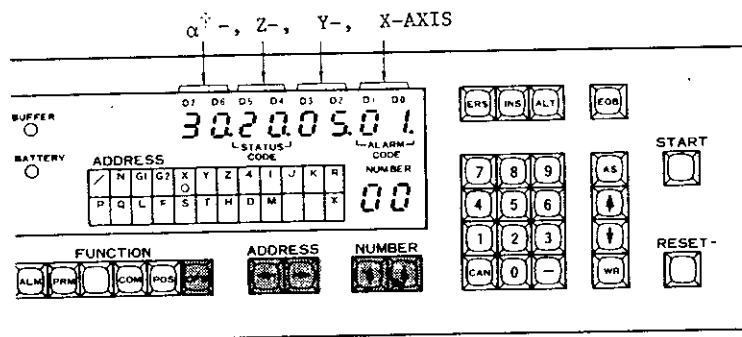 α*-, Z-, Y-, X-AXIS
D7 D6 D5 D4 D3 D2 D1 D0
BUFFER
30.20.05.01.
STATUS CODE
ALARM CODE
BATTERY
ADDRESS
NUMBER
/ N G1 G2 X Y Z 4 I J K R
P Q L F S T H D M X
00
ERS INS ALT EOB
START
7 8 9 AS
4 5 6
1 2 3
CAN 0 - WR
RESET-
FUNCTION
ADDRESS
NUMBER
ALM PRM COM POS